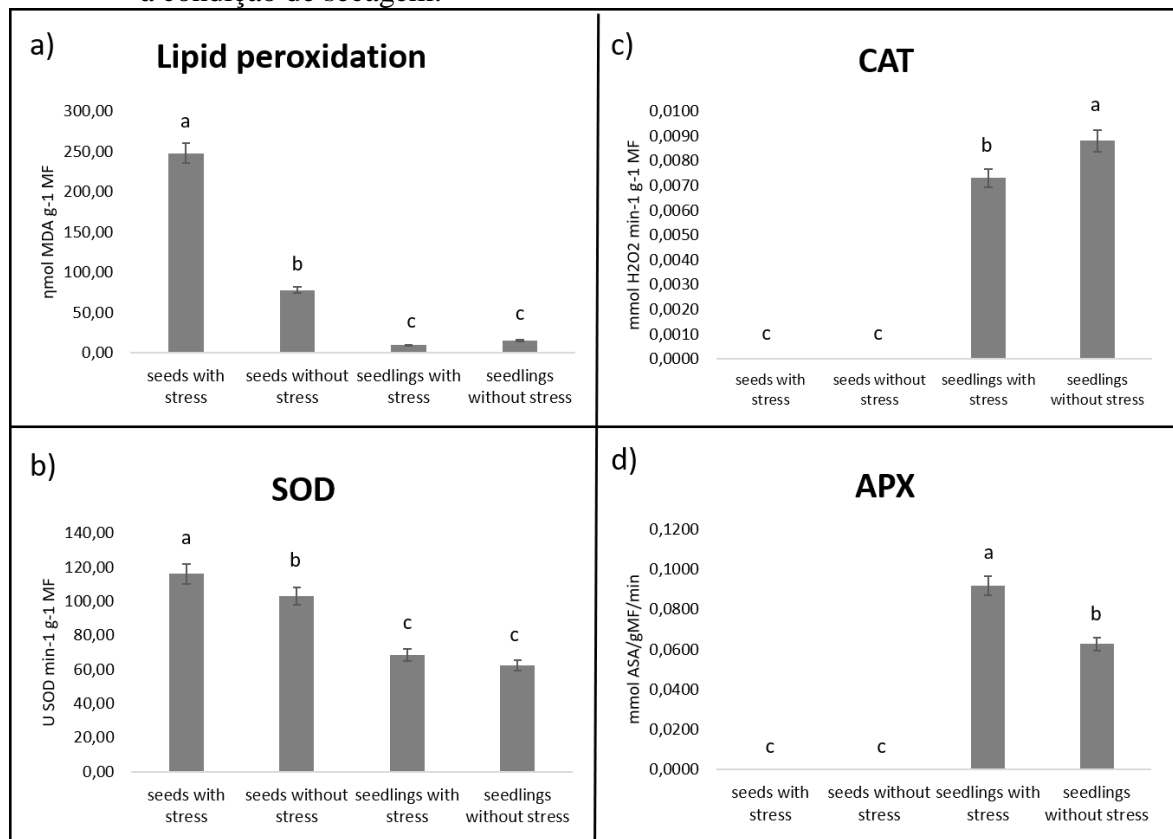 a condição de secagem.
a)
Lipid peroxidation
ηmol MDA g-1 MF
300,00
250,00
200,00
150,00
100,00
50,00
0,00
a
b
c
c
seeds with
stress
seeds without
stress
seedlings with
stress
seedlings
without stress
c)
CAT
mmol H2O2 min-1 g-1 MF
0,0100
0,0090
0,0080
0,0070
0,0060
0,0050
0,0040
0,0030
0,0020
0,0010
0,0000
c
c
b
a
seeds with
stress
seeds without
stress
seedlings with
stress
seedlings
without stress
b)
SOD
U SOD min-1 g-1 MF
140,00
120,00
100,00
80,00
60,00
40,00
20,00
0,00
a
b
c
c
seeds with
stress
seeds without
stress
seedlings with
stress
seedlings
without stress
d)
APX
mmol ASA/gMF/min
0,1200
0,1000
0,0800
0,0600
0,0400
0,0200
0,0000
c
c
a
b
seeds with
stress
seeds without
stress
seedlings with
stress
seedlings
without stress